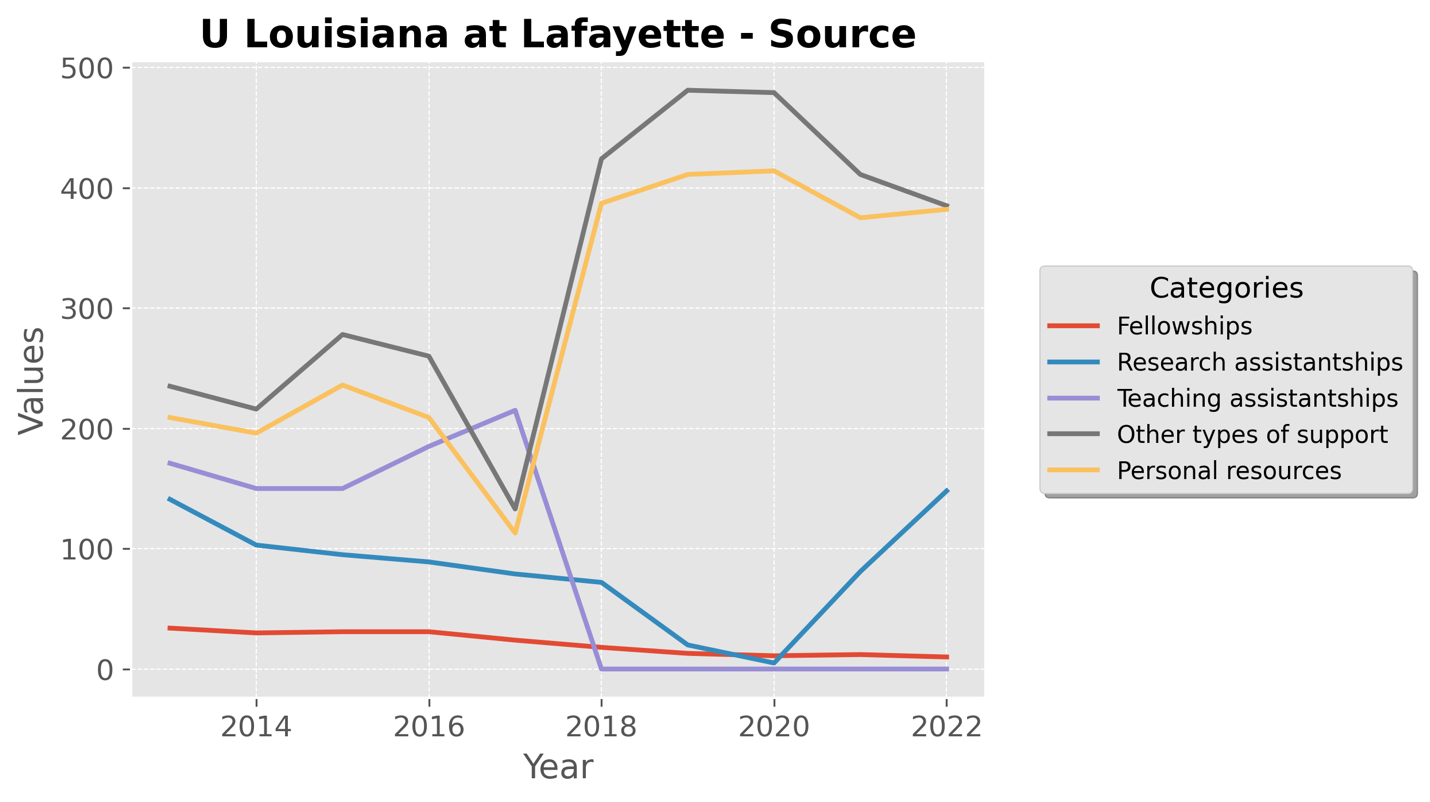 U Louisiana at Lafayette - Source
Values
500
400
300
200
100
0
2014 2016 2018 2020 2022
Year
Categories
Fellowships
Research assistantships
Teaching assistantships
Other types of support
Personal resources